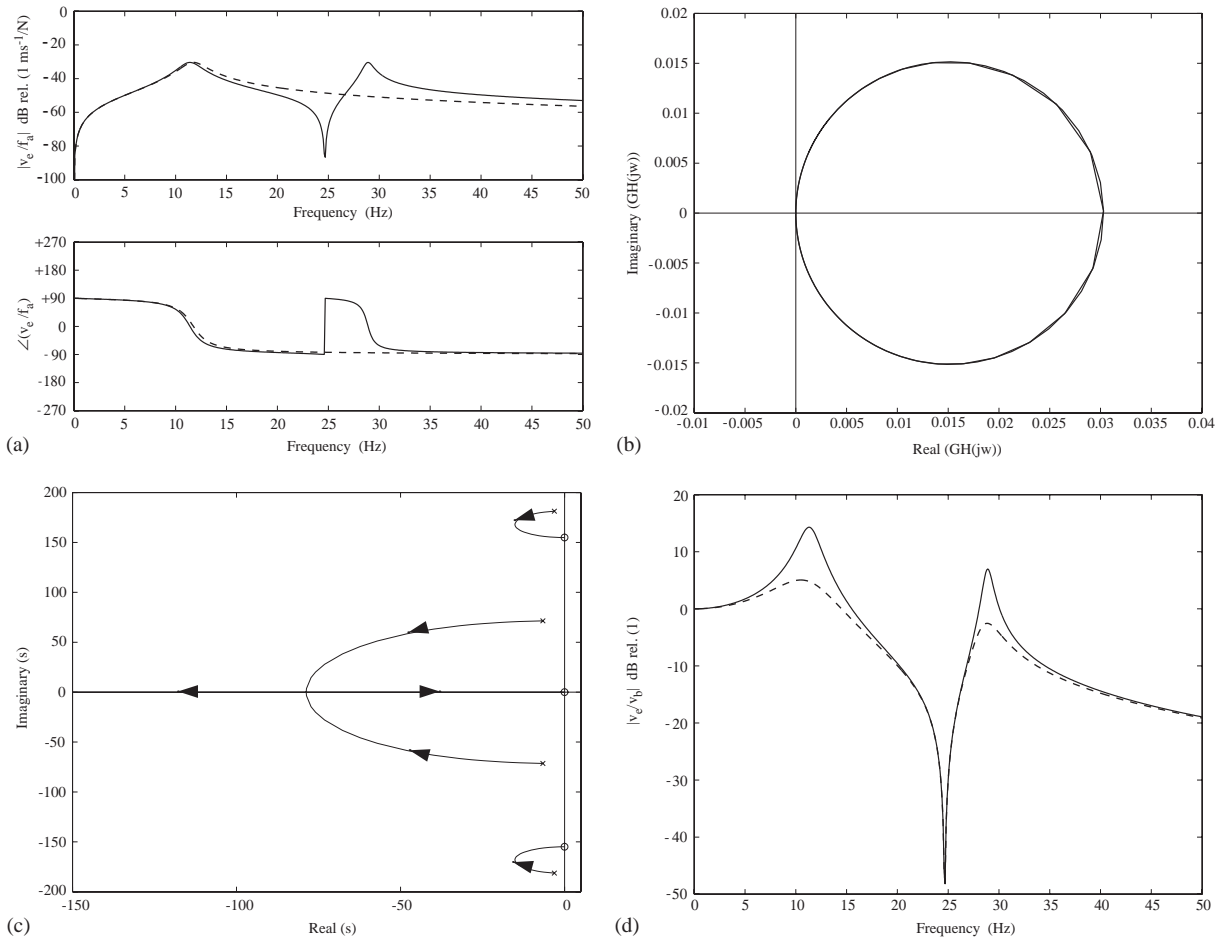 0
-20
-40
-60
-80
-100
|v_e/f_a| dB rel. (1 ms⁻¹/N)
0 5 10 15 20 25 30 35 40 45 50
Frequency (Hz)
+270
+180
+90
0
-90
-180
-270
∠(v_e/f_a)
0 5 10 15 20 25 30 35 40 45 50
Frequency (Hz)
(a)
0.02
0.015
0.01
0.005
0
-0.005
-0.01
-0.015
-0.02
Imaginary (GH(jw))
-0.01 -0.005 0 0.005 0.01 0.015 0.02 0.025 0.03 0.035 0.04
Real (GH(jw))
(b)
200
150
100
50
0
-50
-100
-150
-200
Imaginary (s)
-150 -100 -50 0
Real (s)
(c)
20
10
0
-10
-20
-30
-40
-50
|v_e/v_b| dB rel. (1)
0 5 10 15 20 25 30 35 40 45 50
Frequency (Hz)
(d)